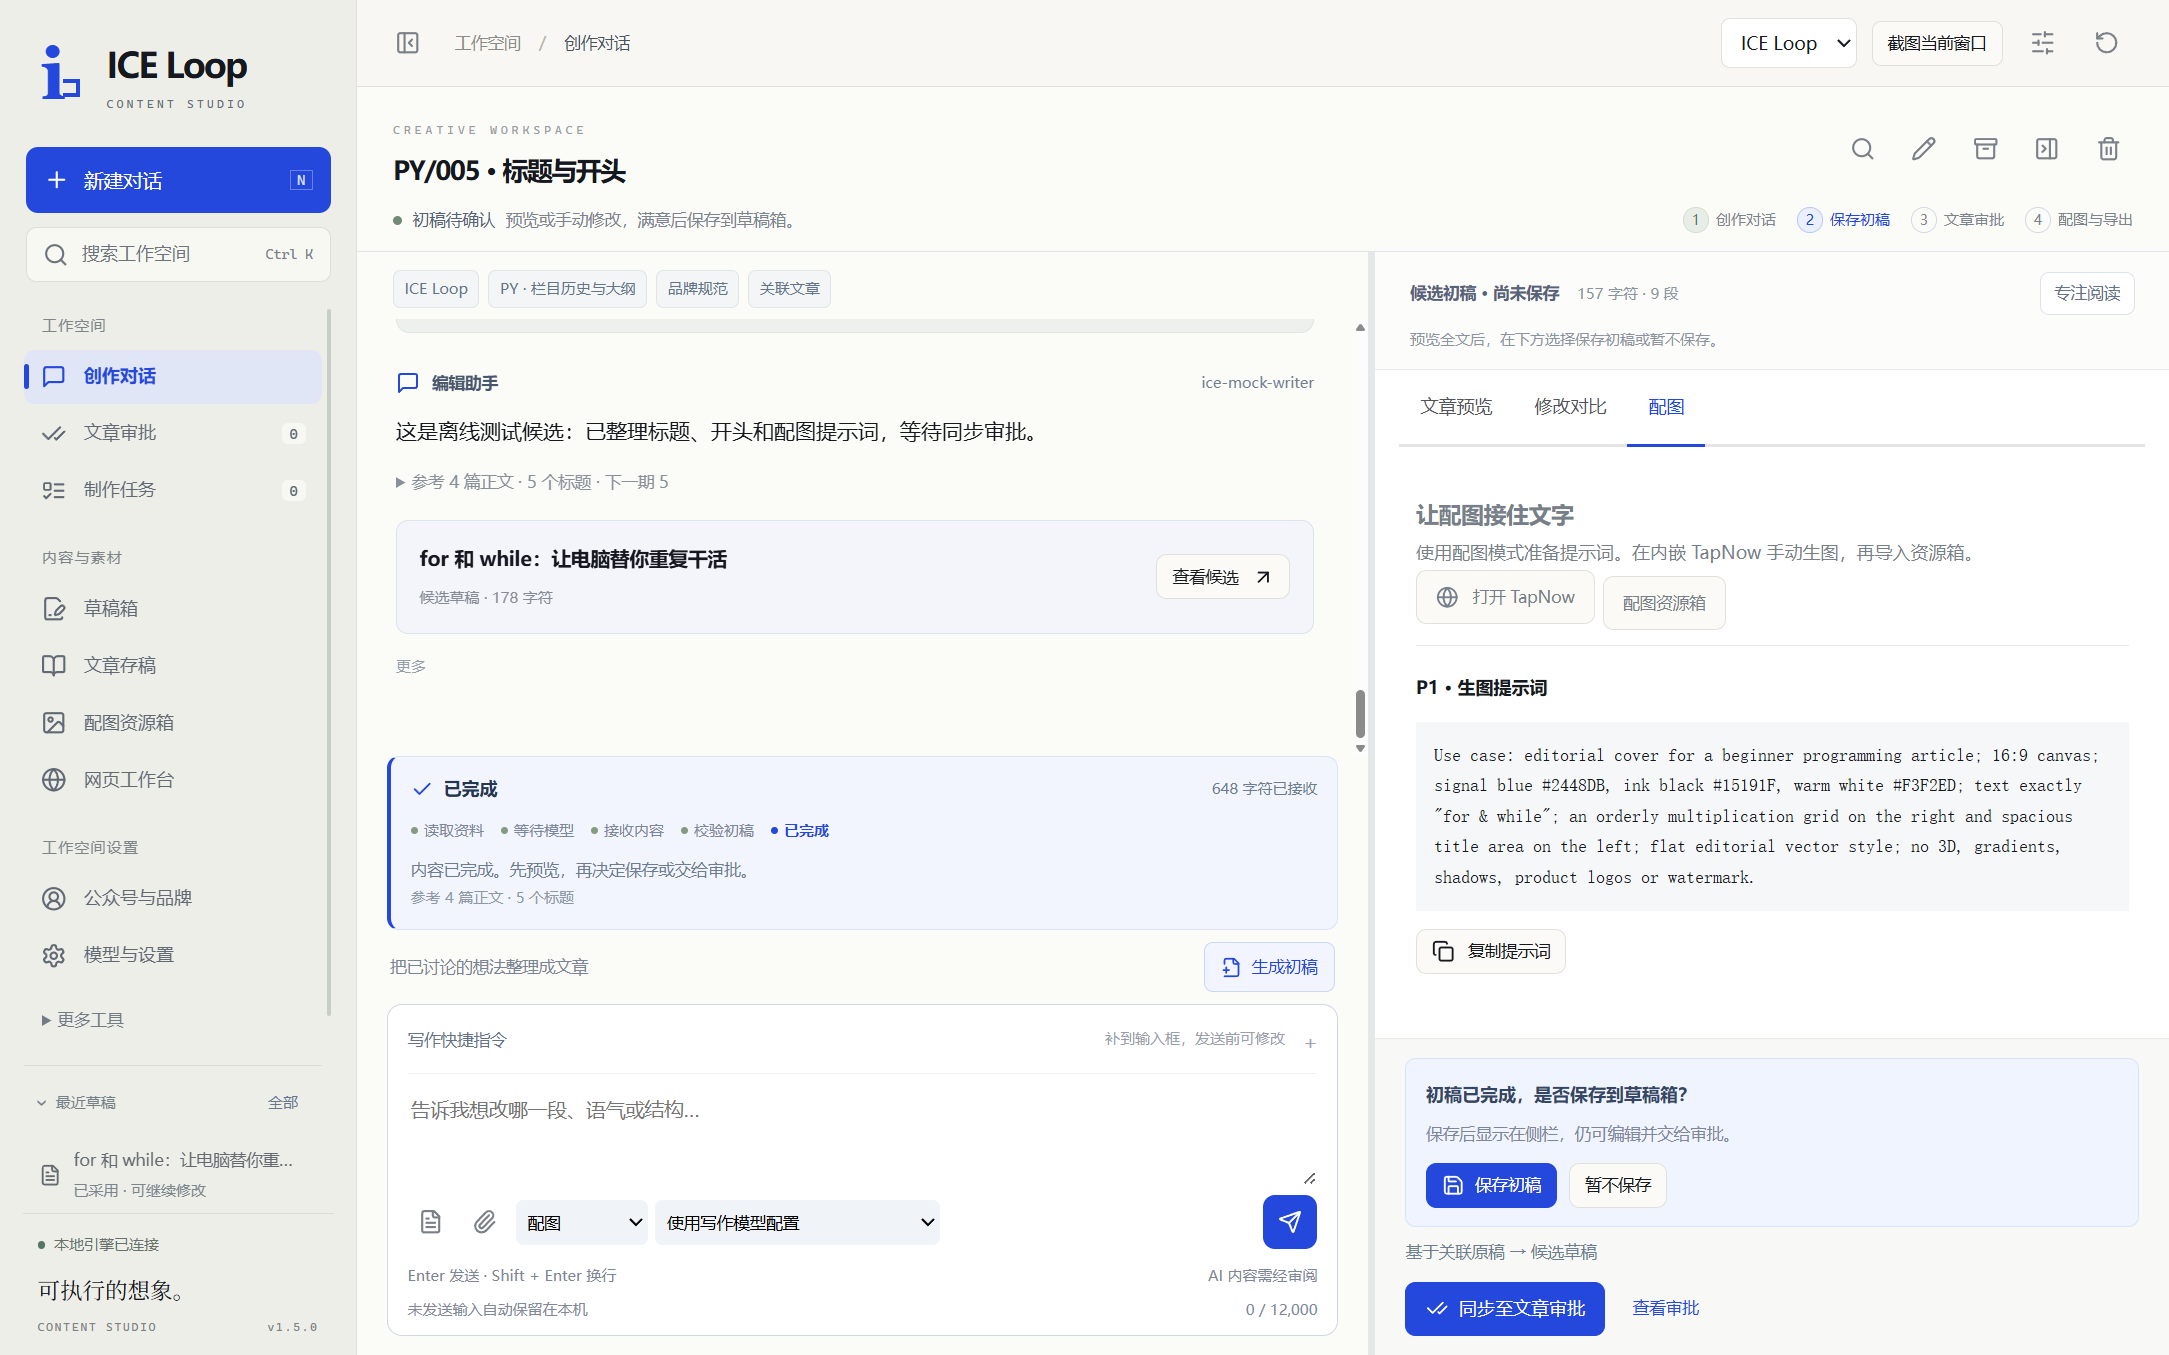 ICE Loop
CONTENT STUDIO
新建对话
N
搜索工作空间
Ctrl K
工作空间
创作对话
文章审批
0
制作任务
0
内容与素材
草稿箱
文章存稿
配图资源箱
网页工作台
工作空间设置
公众号与品牌
模型与设置
更多工具
最近草稿
全部
for 和 while：让电脑替你重...
已采用 · 可继续修改
本地引擎已连接
可执行的想象。
CONTENT STUDIO
v1.5.0
工作空间 / 创作对话
ICE Loop
截图当前窗口
CREATIVE WORKSPACE
PY/005 • 标题与开头
初稿待确认 预览或手动修改，满意后保存到草稿箱。
1 创作对话
2 保存初稿
3 文章审批
4 配图与导出
ICE Loop
PY · 栏目历史与大纲
品牌规范
关联文章
编辑助手
ice-mock-writer
这是离线测试候选：已整理标题、开头和配图提示词，等待同步审批。
参考 4 篇正文 · 5 个标题 · 下一期 5
for 和 while：让电脑替你重复干活
候选草稿 · 178 字符
查看候选
更多
已完成
648 字符已接收
读取资料
等待模型
接收内容
校验初稿
已完成
内容已完成。先预览，再决定保存或交给审批。
参考 4 篇正文 · 5 个标题
把已讨论的想法整理成文章
生成初稿
写作快捷指令
补到输入框，发送前可修改
+
告诉我想改哪一段、语气或结构...
配图
使用写作模型配置
Enter 发送 · Shift + Enter 换行
AI 内容需经审阅
未发送输入自动保留在本机
0 / 12,000
候选初稿 • 尚未保存
157 字符 · 9 段
专注阅读
预览全文后，在下方选择保存初稿或暂不保存。
文章预览
修改对比
配图
让配图接住文字
使用配图模式准备提示词。在内嵌 TapNow 手动生图，再导入资源箱。
打开 TapNow
配图资源箱
P1 • 生图提示词
Use case: editorial cover for a beginner programming article; 16:9 canvas;
signal blue #2448DB, ink black #15191F, warm white #F3F2ED; text exactly
"for & while"; an orderly multiplication grid on the right and spacious
title area on the left; flat editorial vector style; no 3D, gradients,
shadows, product logos or watermark.
复制提示词
初稿已完成，是否保存到草稿箱？
保存后显示在侧栏，仍可编辑并交给审批。
保存初稿
暂不保存
基于关联原稿 → 候选草稿
同步至文章审批
查看审批